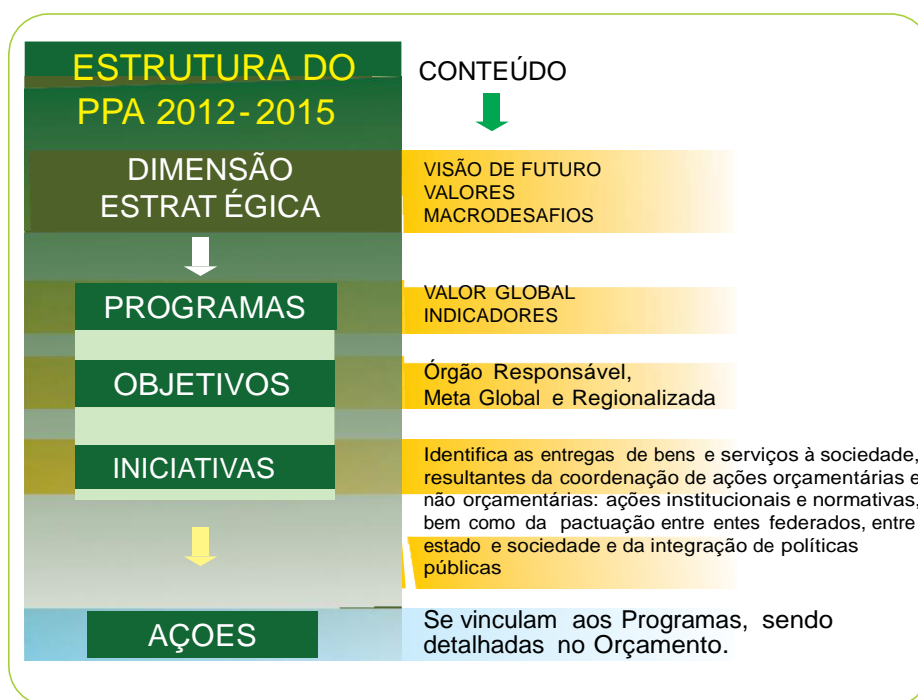 ESTRUTURA DO
PPA 2012-2015
CONTEÚDO
DIMENSÃO
ESTRAT ÉGICA
VISÃO DE FUTURO
VALORES
MACRODESAFIOS
PROGRAMAS
VALOR GLOBAL
INDICADORES
OBJETIVOS
Órgão Responsável,
Meta Global e Regionalizada
INICIATIVAS
Identifica as entregas de bens e serviços à sociedade,
resultantes da coordenação de ações orçamentárias e
não orçamentárias: ações institucionais e normativas,
bem como da pactuação entre entes federados, entre
estado e sociedade e da integração de políticas
públicas
AÇOES
Se vinculam aos Programas, sendo
detalhadas no Orçamento.